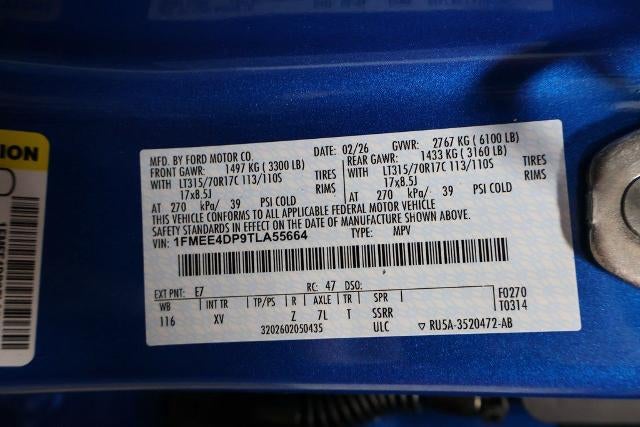 MFD. BY FORD MOTOR CO. DATE: 02/26 GVWR: 2767 KG ( 6100 LB)
FRONT GAWR: 1497 KG ( 3300 LB) REAR GAWR: 1433 KG ( 3160 LB)
WITH LT315/70R17C 113/110S TIRES WITH LT315/70R17C 113/110S TIRES
17x8.5J RIMS 17x8.5J RIMS
AT 270 kPa/ 39 PSI COLD AT 270 kPa/ 39 PSI COLD
THIS VEHICLE CONFORMS TO ALL APPLICABLE FEDERAL MOTOR VEHICLE
SAFETY STANDARDS IN EFFECT ON THE DATE OF MANUFACTURE SHOWN ABOVE.
VIN: 1FMEE4DP9TLA55664 TYPE: MPV
EXT PNT: E7 RC: 47 DSO: F0270
WB INT TR TP/PS R AXLE TR SPR T0314
116 XV Z 7L T SSRR
3202602050435 ULC ▽ RU5A-3520472-AB
ION